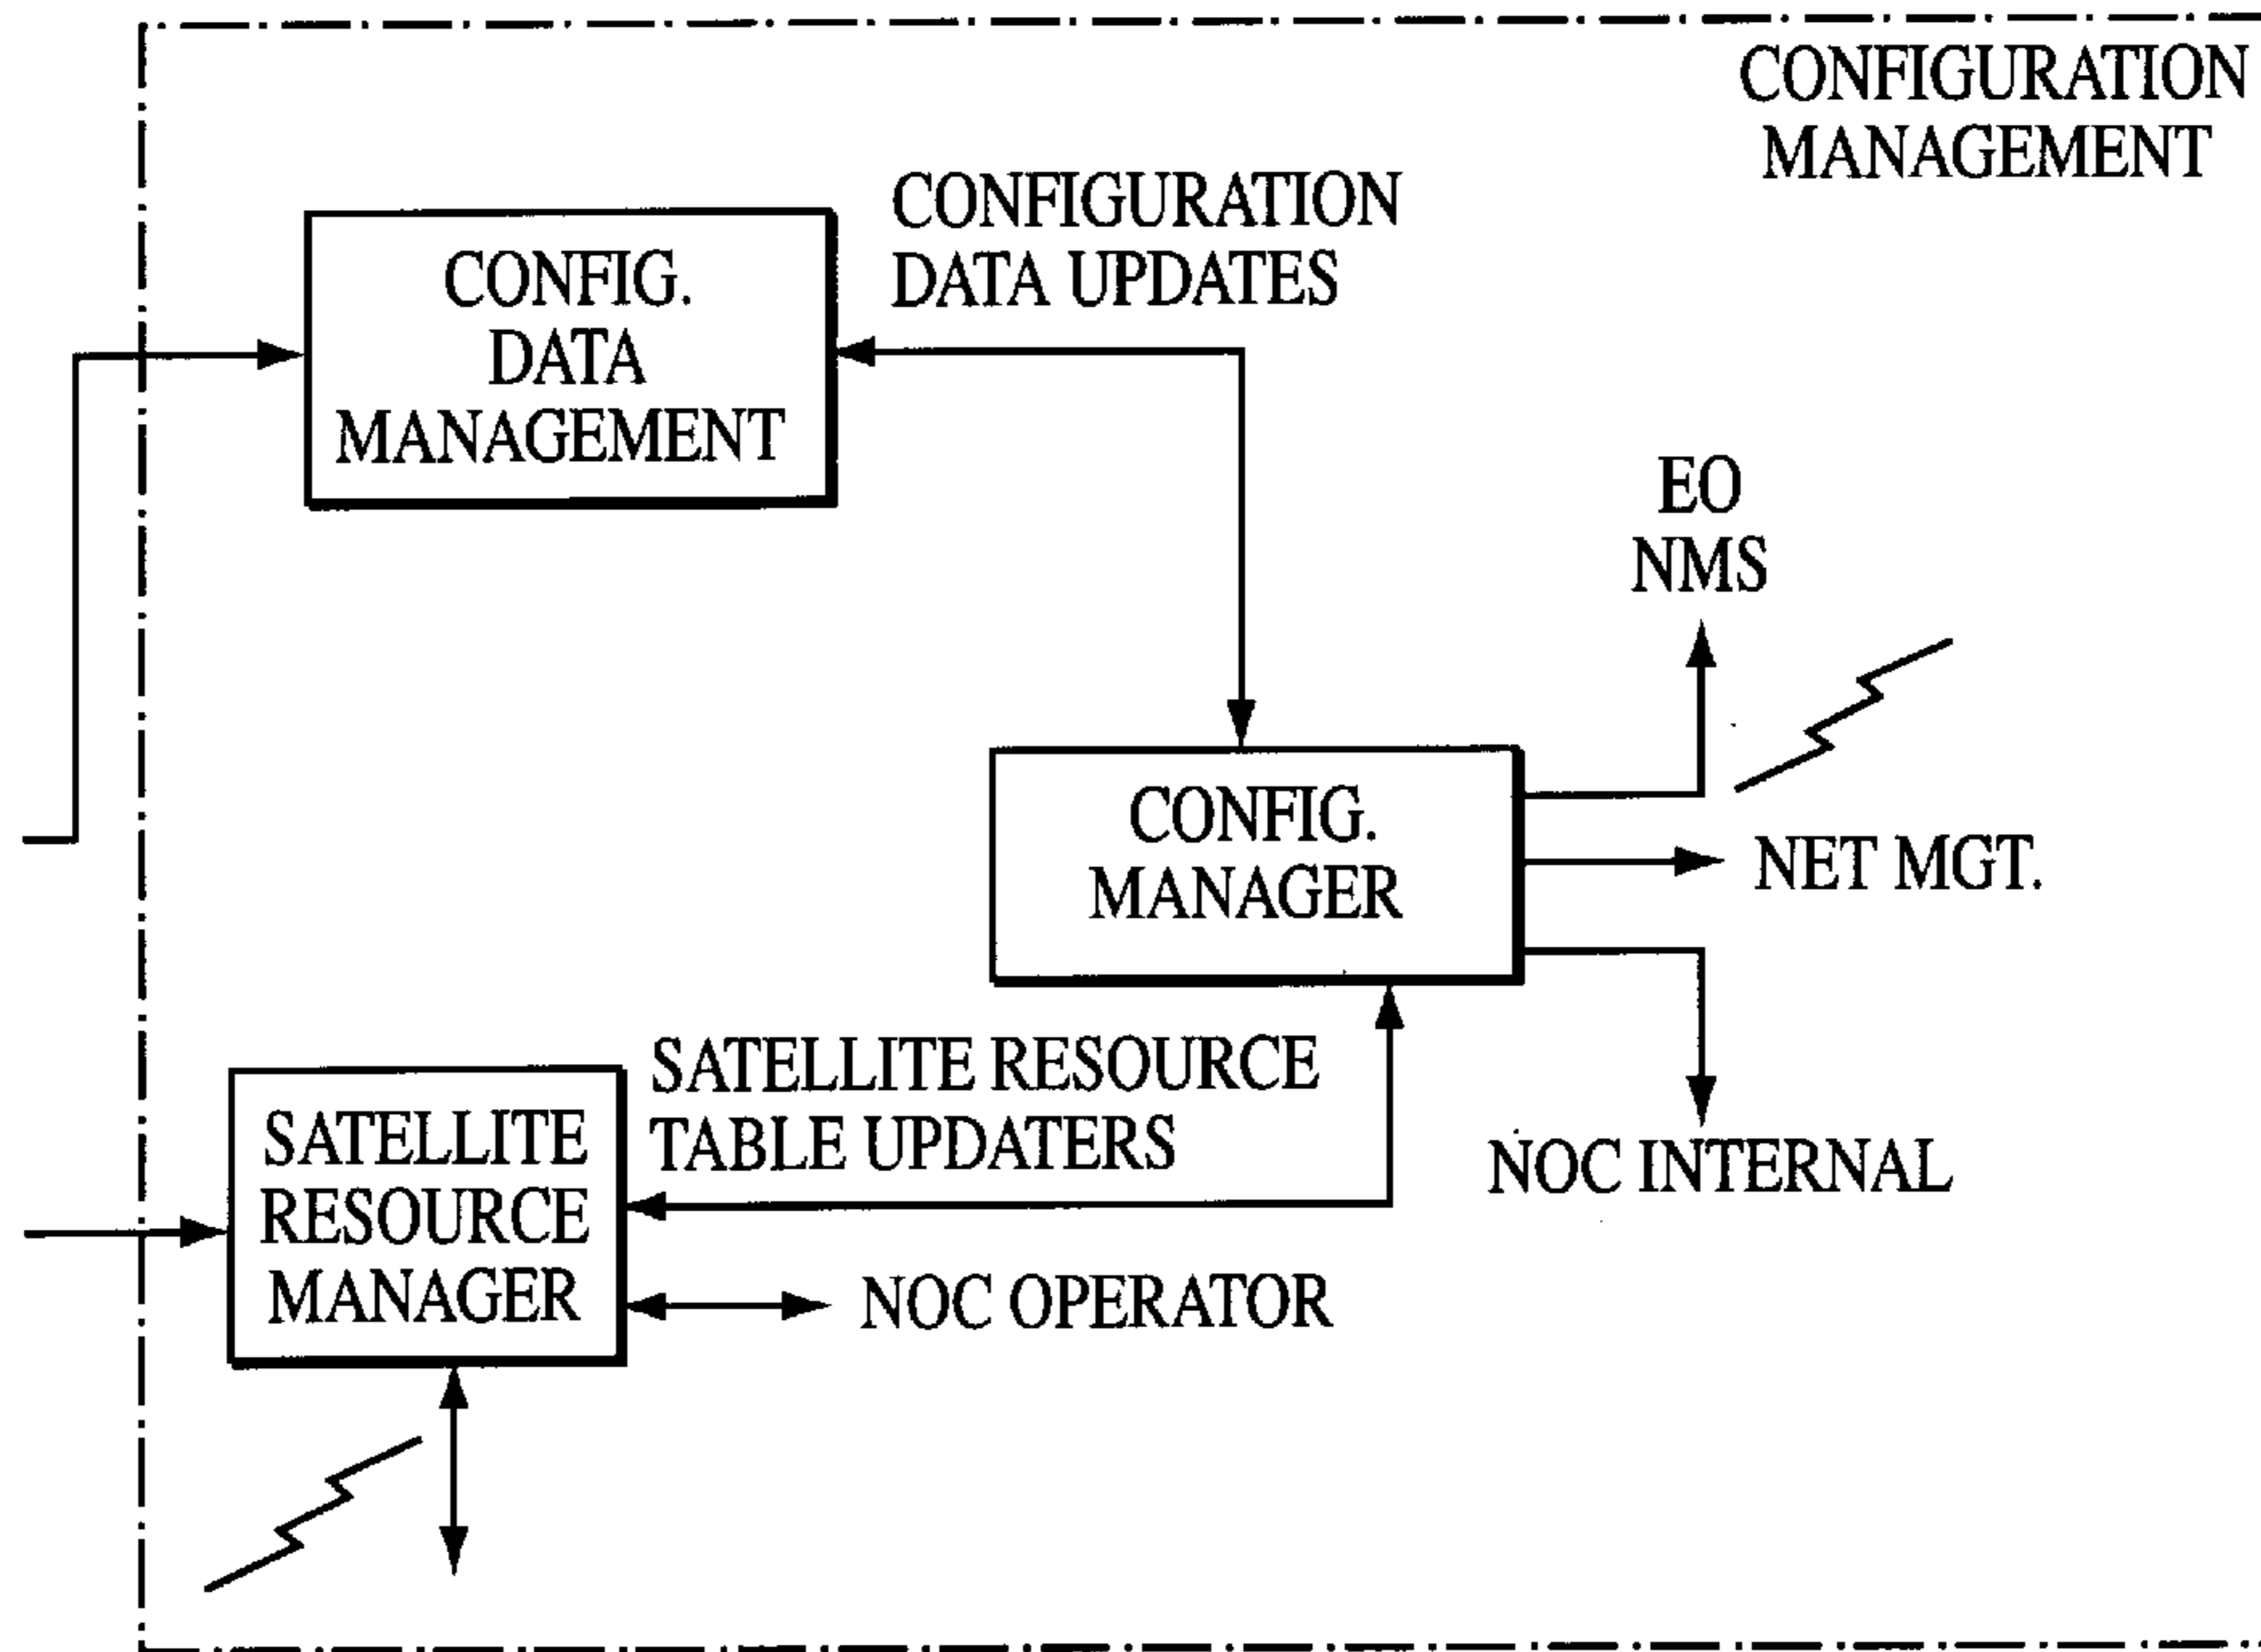 CONFIGURATION
MANAGEMENT
CONFIGURATION
DATA UPDATES
CONFIG.
DATA
MANAGEMENT
EO
NMS
CONFIG.
MANAGER
NET MGT.
SATELLITE RESOURCE
TABLE UPDATERS
SATELLITE
RESOURCE
MANAGER
NOC INTERNAL
NOC OPERATOR